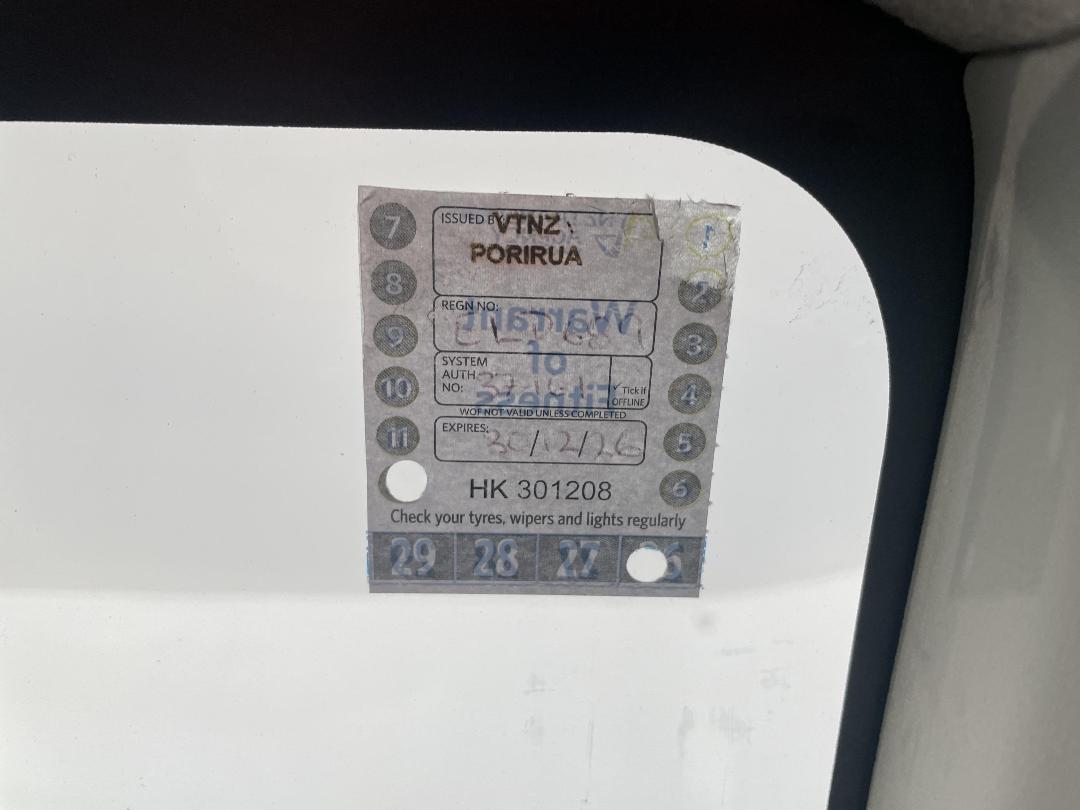 ISSUED BY: VTNZ
PORIRUA
REGN NO:
SYSTEM
AUTH
NO:
✓ Tick if
OFFLINE
WOF NOT VALID UNLESS COMPLETED
EXPIRES: 30/12/26
HK 301208
Check your tyres, wipers and lights regularly
7
8
9
10
11
1
2
3
4
5
6
29 28 27 26
Warrant
of
Fitness